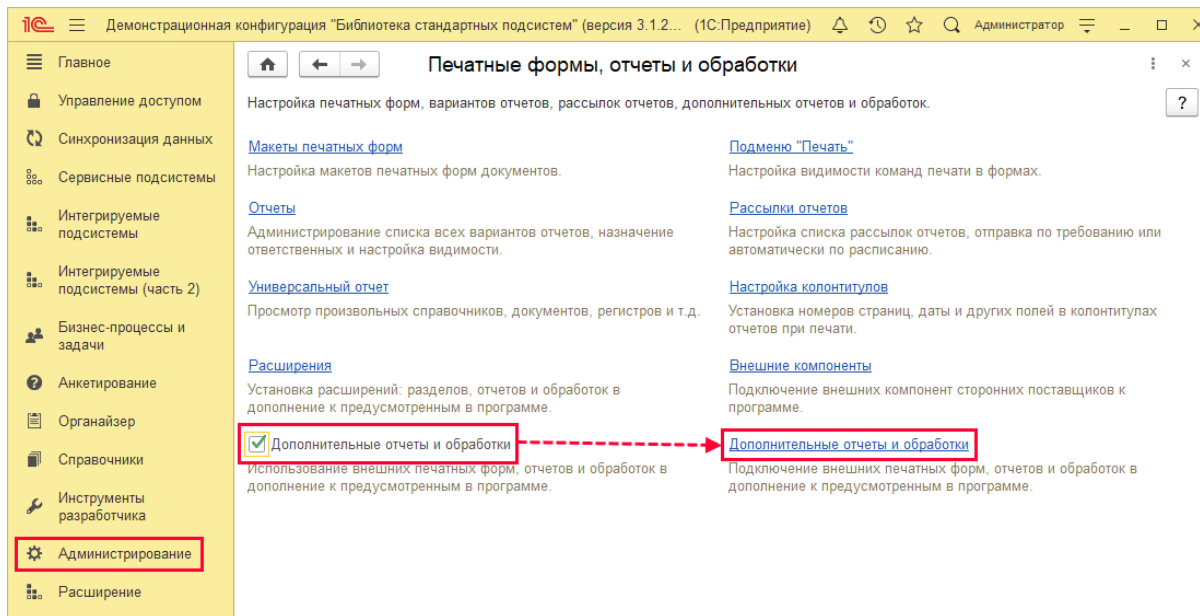 1С Демонстрационная конфигурация "Библиотека стандартных подсистем" (версия 3.1.2... (1С:Предприятие) Администратор
Главное
Управление доступом
Синхронизация данных
Сервисные подсистемы
Интегрируемые
подсистемы
Интегрируемые
подсистемы (часть 2)
Бизнес-процессы и
задачи
Анкетирование
Органайзер
Справочники
Инструменты
разработчика
Администрирование
Расширение
Печатные формы, отчеты и обработки
Настройка печатных форм, вариантов отчетов, рассылок отчетов, дополнительных отчетов и обработок.
?
Макеты печатных форм
Настройка макетов печатных форм документов.
Подменю "Печать"
Настройка видимости команд печати в формах.
Отчеты
Администрирование списка всех вариантов отчетов, назначение
ответственных и настройка видимости.
Рассылки отчетов
Настройка списка рассылок отчетов, отправка по требованию или
автоматически по расписанию.
Универсальный отчет
Просмотр произвольных справочников, документов, регистров и т.д.
Настройка колонтитулов
Установка номеров страниц, даты и других полей в колонтитулах
отчетов при печати.
Расширения
Установка расширений: разделов, отчетов и обработок в
дополнение к предусмотренным в программе.
Внешние компоненты
Подключение внешних компонент сторонних поставщиков к
программе.
Дополнительные отчеты и обработки
Использование внешних печатных форм, отчетов и обработок в
дополнение к предусмотренным в программе.
Дополнительные отчеты и обработки
Подключение внешних печатных форм, отчетов и обработок в
дополнение к предусмотренным в программе.